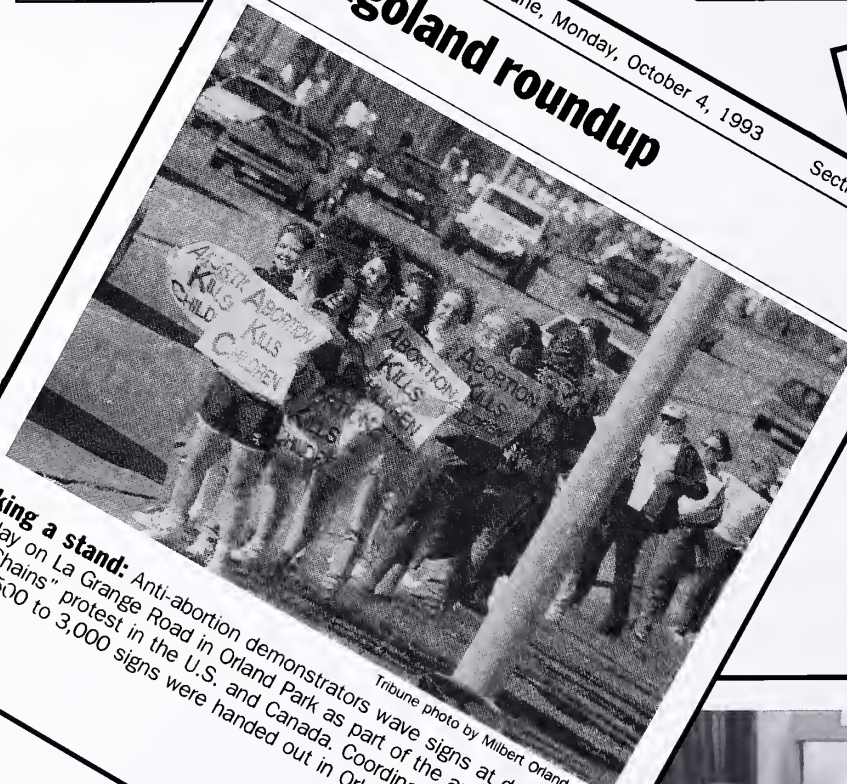 une, Monday, October 4, 1993
Secti
goland roundup
ABORTION
KILLS
CHILD
ABORTION
KILLS
CHILDREN
ABORTION
KILLS
ABORTION
KILLS
KILLS
Tribune photo by Milbert Orland
king a stand: Anti-abortion demonstrators wave signs at
ay on La Grange Road in Orland Park as part of the
Chains" protest in the U.S. and Canada. Coordin
500 to 3,000 signs were handed out in Orl